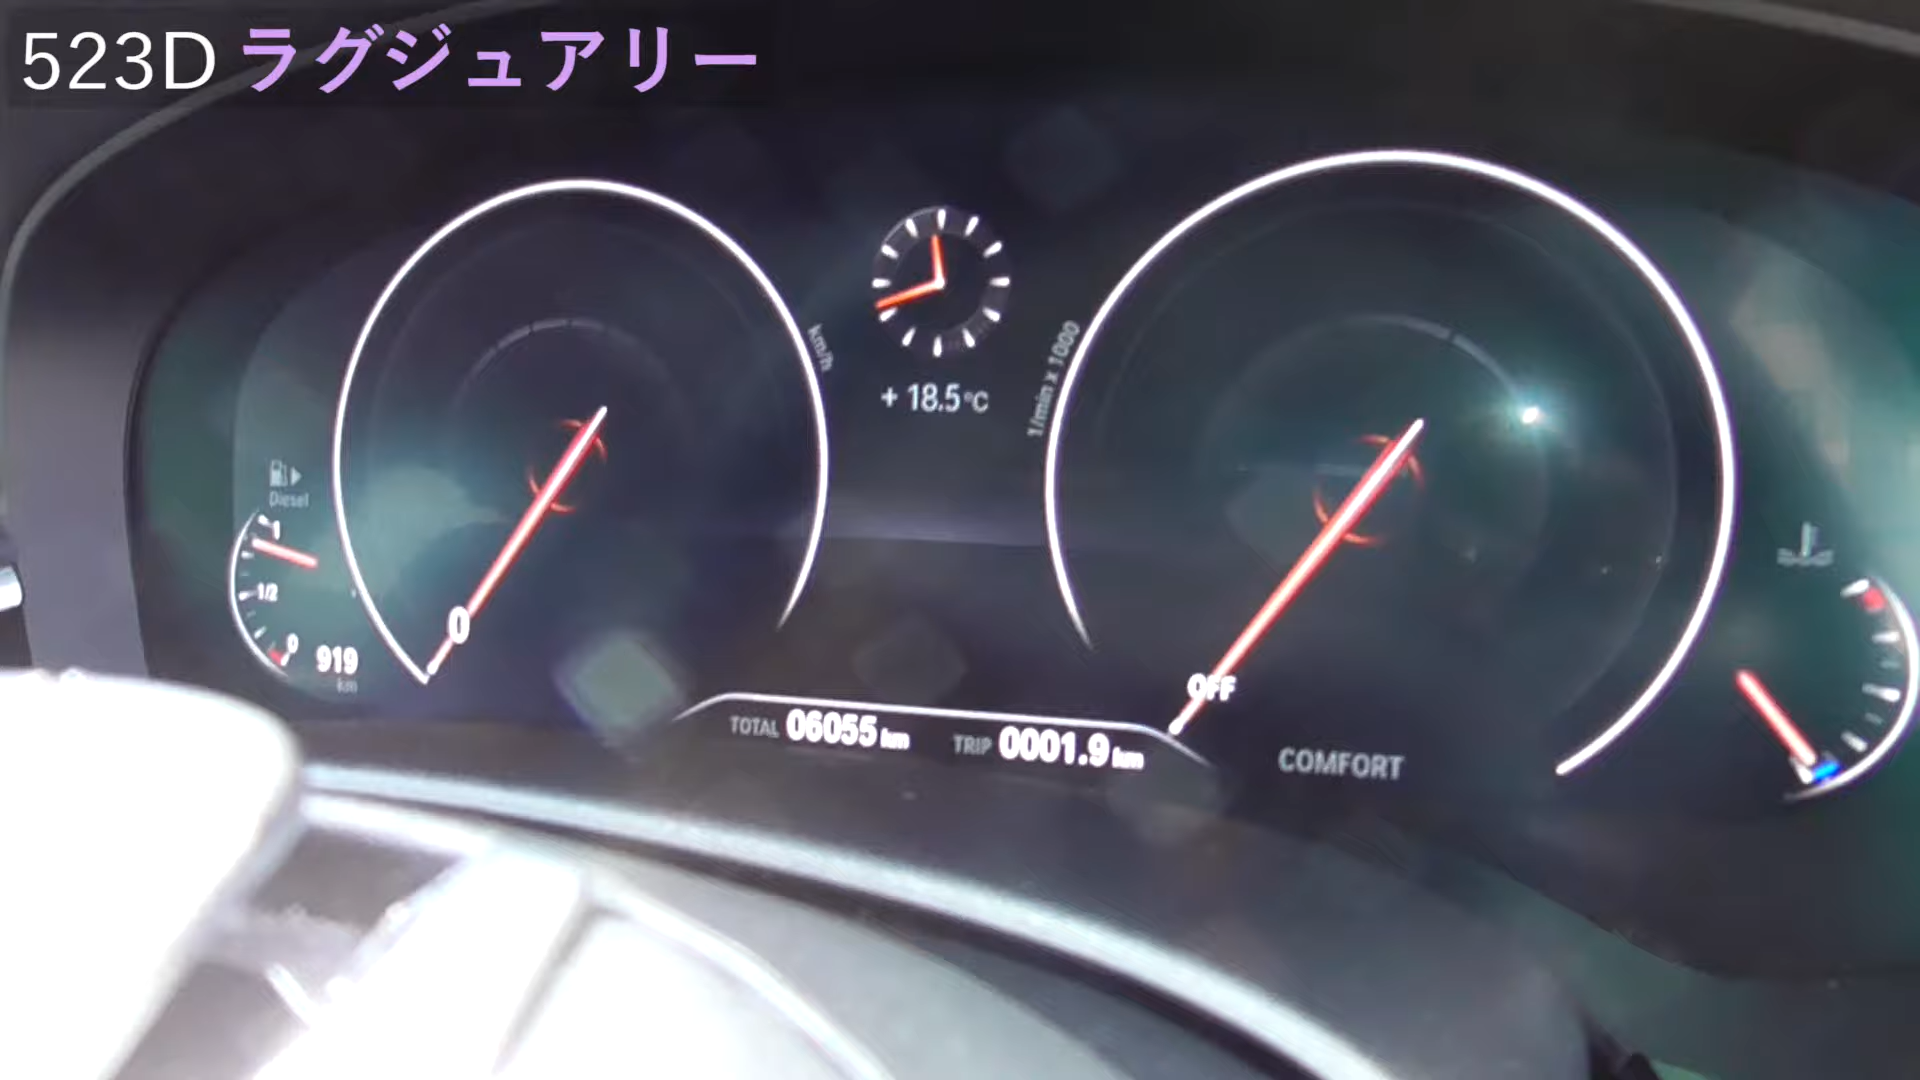 523D ラグジュアリー
km/h
+ 18.5°C
1/min x 1000
Diesel
1
1/2
0
0
919
km
OFF
TOTAL 06055 km TRIP 0001.9 km
COMFORT